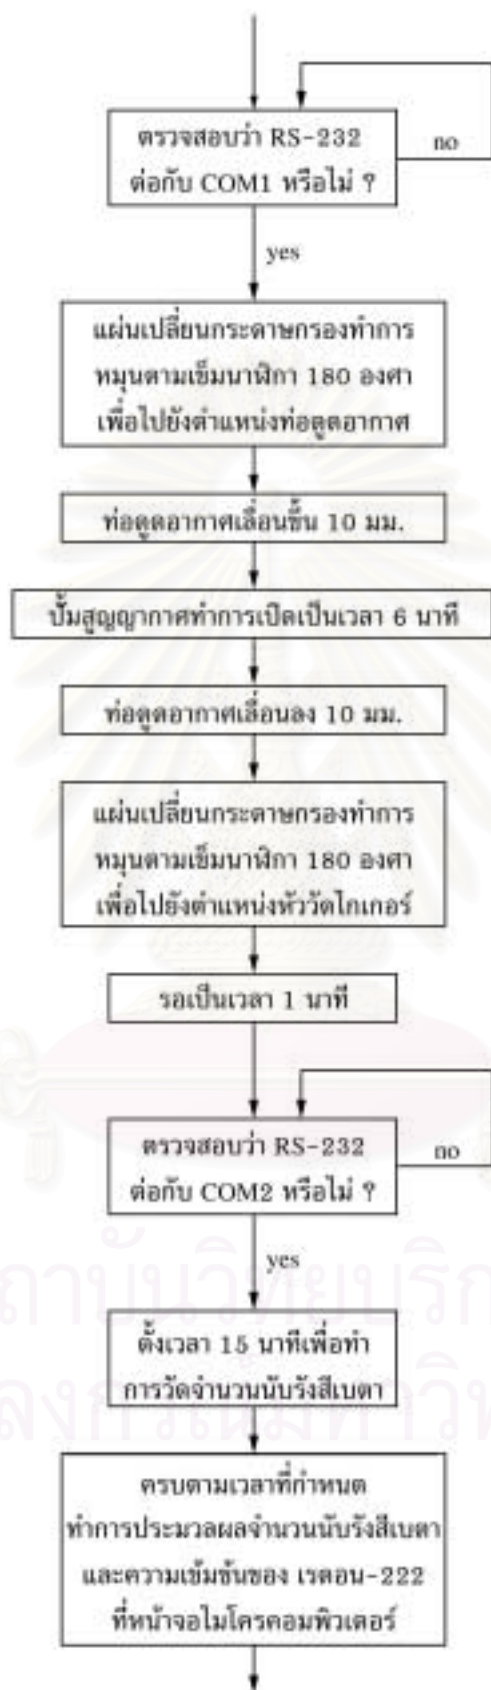 ตรวจสอบว่า RS-232
ต่อกับ COM1 หรือไม่ ?
no
yes
แผ่นเปลี่ยนกระดาษกรองทำการ
หมุนตามเข็มนาฬิกา 180 องศา
เพื่อไปยังตำแหน่งท่อดูดอากาศ
ท่อดูดอากาศเลื่อนขึ้น 10 มม.
ปั๊มสูญญากาศทำการเปิดเป็นเวลา 6 นาที
ท่อดูดอากาศเลื่อนลง 10 มม.
แผ่นเปลี่ยนกระดาษกรองทำการ
หมุนตามเข็มนาฬิกา 180 องศา
เพื่อไปยังตำแหน่งหัววัดไกเกอร์
รอเป็นเวลา 1 นาที
ตรวจสอบว่า RS-232
ต่อกับ COM2 หรือไม่ ?
no
yes
ตั้งเวลา 15 นาทีเพื่อทำ
การวัดจำนวนนับรังสีเบตา
ครบตามเวลาที่กำหนด
ทำการประมวลผลจำนวนนับรังสีเบตา
และความเข้มข้นของ เรดอน-222
ที่หน้าจอไมโครคอมพิวเตอร์